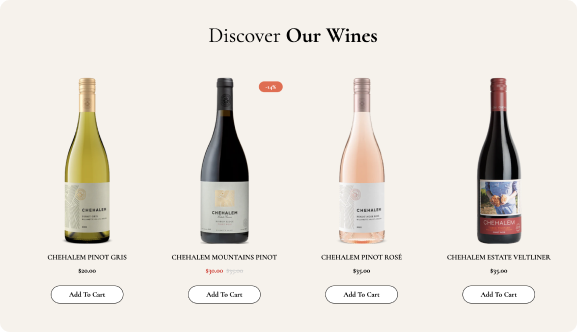 Discover Our Wines
-14%
CHEHALEM
CHEHALEM
CHEHALEM
CHEHALEM
CHEHALEM PINOT GRIS
CHEHALEM MOUNTAINS PINOT
CHEHALEM PINOT ROSÉ
CHEHALEM ESTATE VELTLINER
$20.00
$30.00 $35.00
$35.00
$35.00
Add To Cart
Add To Cart
Add To Cart
Add To Cart